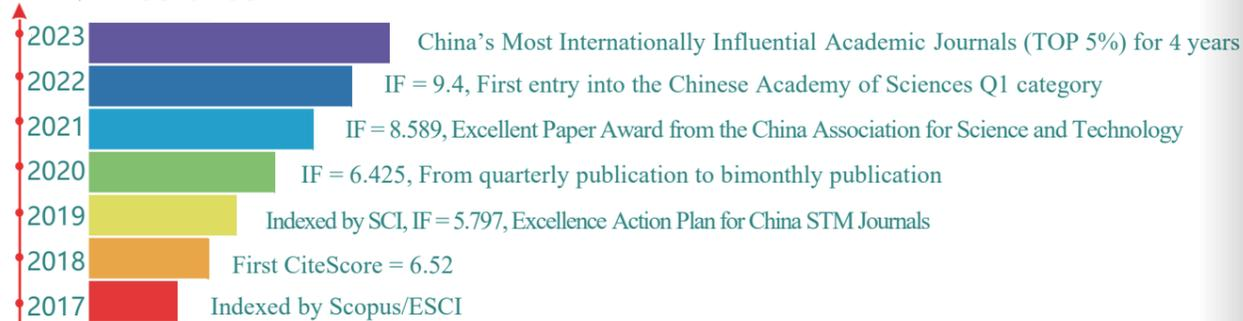 2023 China's Most Internationally Influential Academic Journals (TOP 5%) for 4 years
2022 IF = 9.4, First entry into the Chinese Academy of Sciences Q1 category
2021 IF = 8.589, Excellent Paper Award from the China Association for Science and Technology
2020 IF = 6.425, From quarterly publication to bimonthly publication
2019 Indexed by SCI, IF = 5.797, Excellence Action Plan for China STM Journals
2018 First CiteScore = 6.52
2017 Indexed by Scopus/ESCI